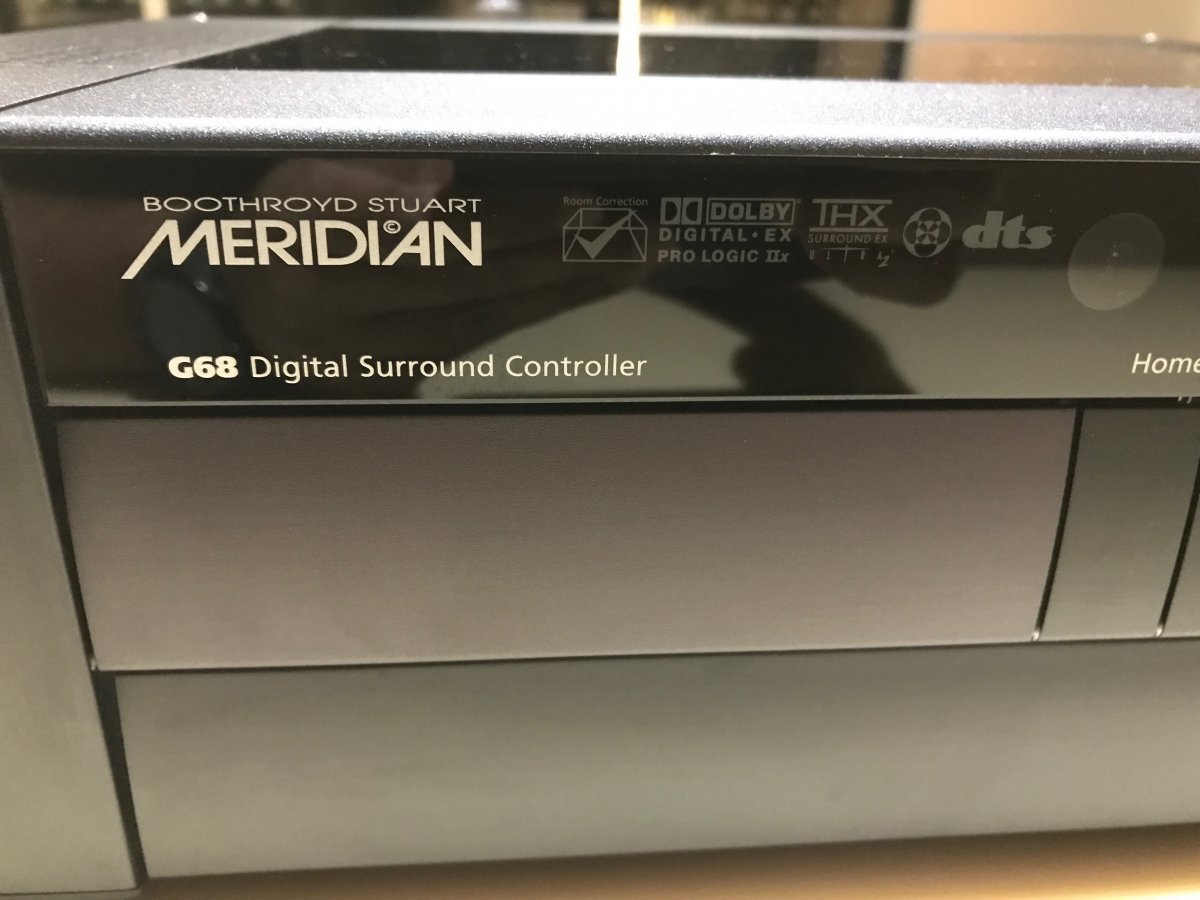 BOOTHROYD STUART
MERIDIAN ©
Room Correction
DOLBY
DIGITAL · EX
PRO LOGIC IIx
THX
SURROUND EX
ULTRA2
dts
G68 Digital Surround Controller
Home